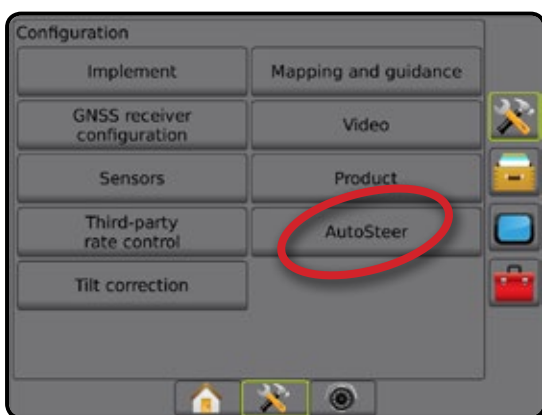 Configuration
Implement
Mapping and guidance
GNSS receiver
configuration
Video
Sensors
Product
Third-party
rate control
AutoSteer
Tilt correction